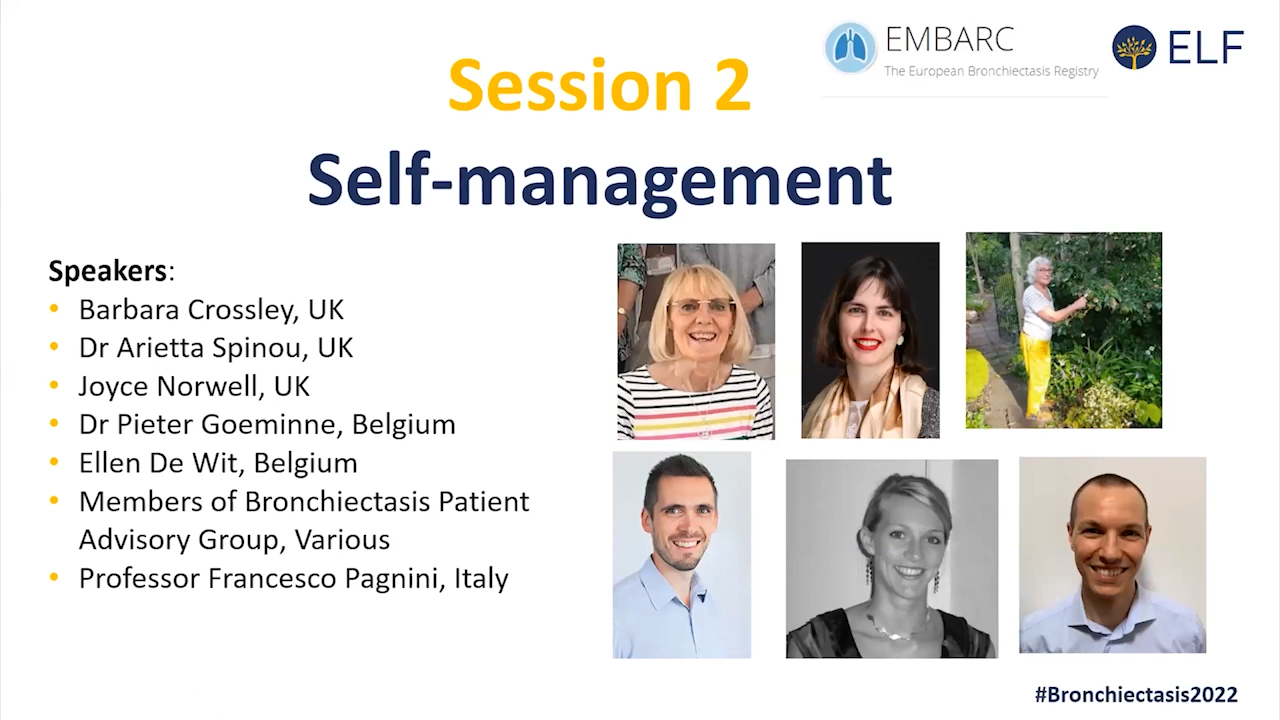 EMBARC
The European Bronchiectasis Registry
ELF
Session 2
Self-management
Speakers:
• Barbara Crossley, UK
• Dr Arietta Spinou, UK
• Joyce Norwell, UK
• Dr Pieter Goeminne, Belgium
• Ellen De Wit, Belgium
• Members of Bronchiectasis Patient
Advisory Group, Various
• Professor Francesco Pagnini, Italy
#Bronchiectasis2022